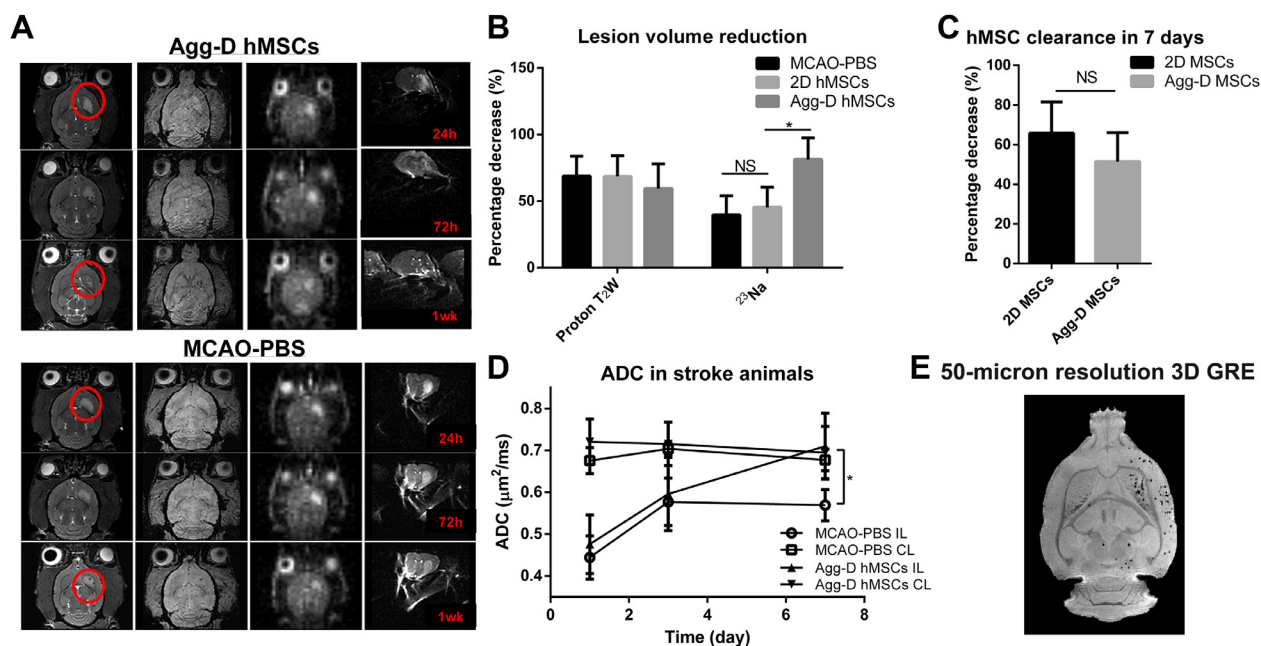 A
Agg-D hMSCs
24h
72h
1wk
MCAO-PBS
24h
72h
1wk
B
Lesion volume reduction
MCAO-PBS
2D hMSCs
Agg-D hMSCs
Percentage decrease (%)
150
100
50
0
NS
*
Proton T₂W
²³Na
C
hMSC clearance in 7 days
2D MSCs
Agg-D MSCs
Percentage decrease (%)
100
80
60
40
20
0
NS
2D MSCs
Agg-D MSCs
D
ADC in stroke animals
ADC (μm²/ms)
0.8
0.7
0.6
0.5
0.4
*
MCAO-PBS IL
MCAO-PBS CL
Agg-D hMSCs IL
Agg-D hMSCs CL
0 2 4 6 8
Time (day)
E
50-micron resolution 3D GRE